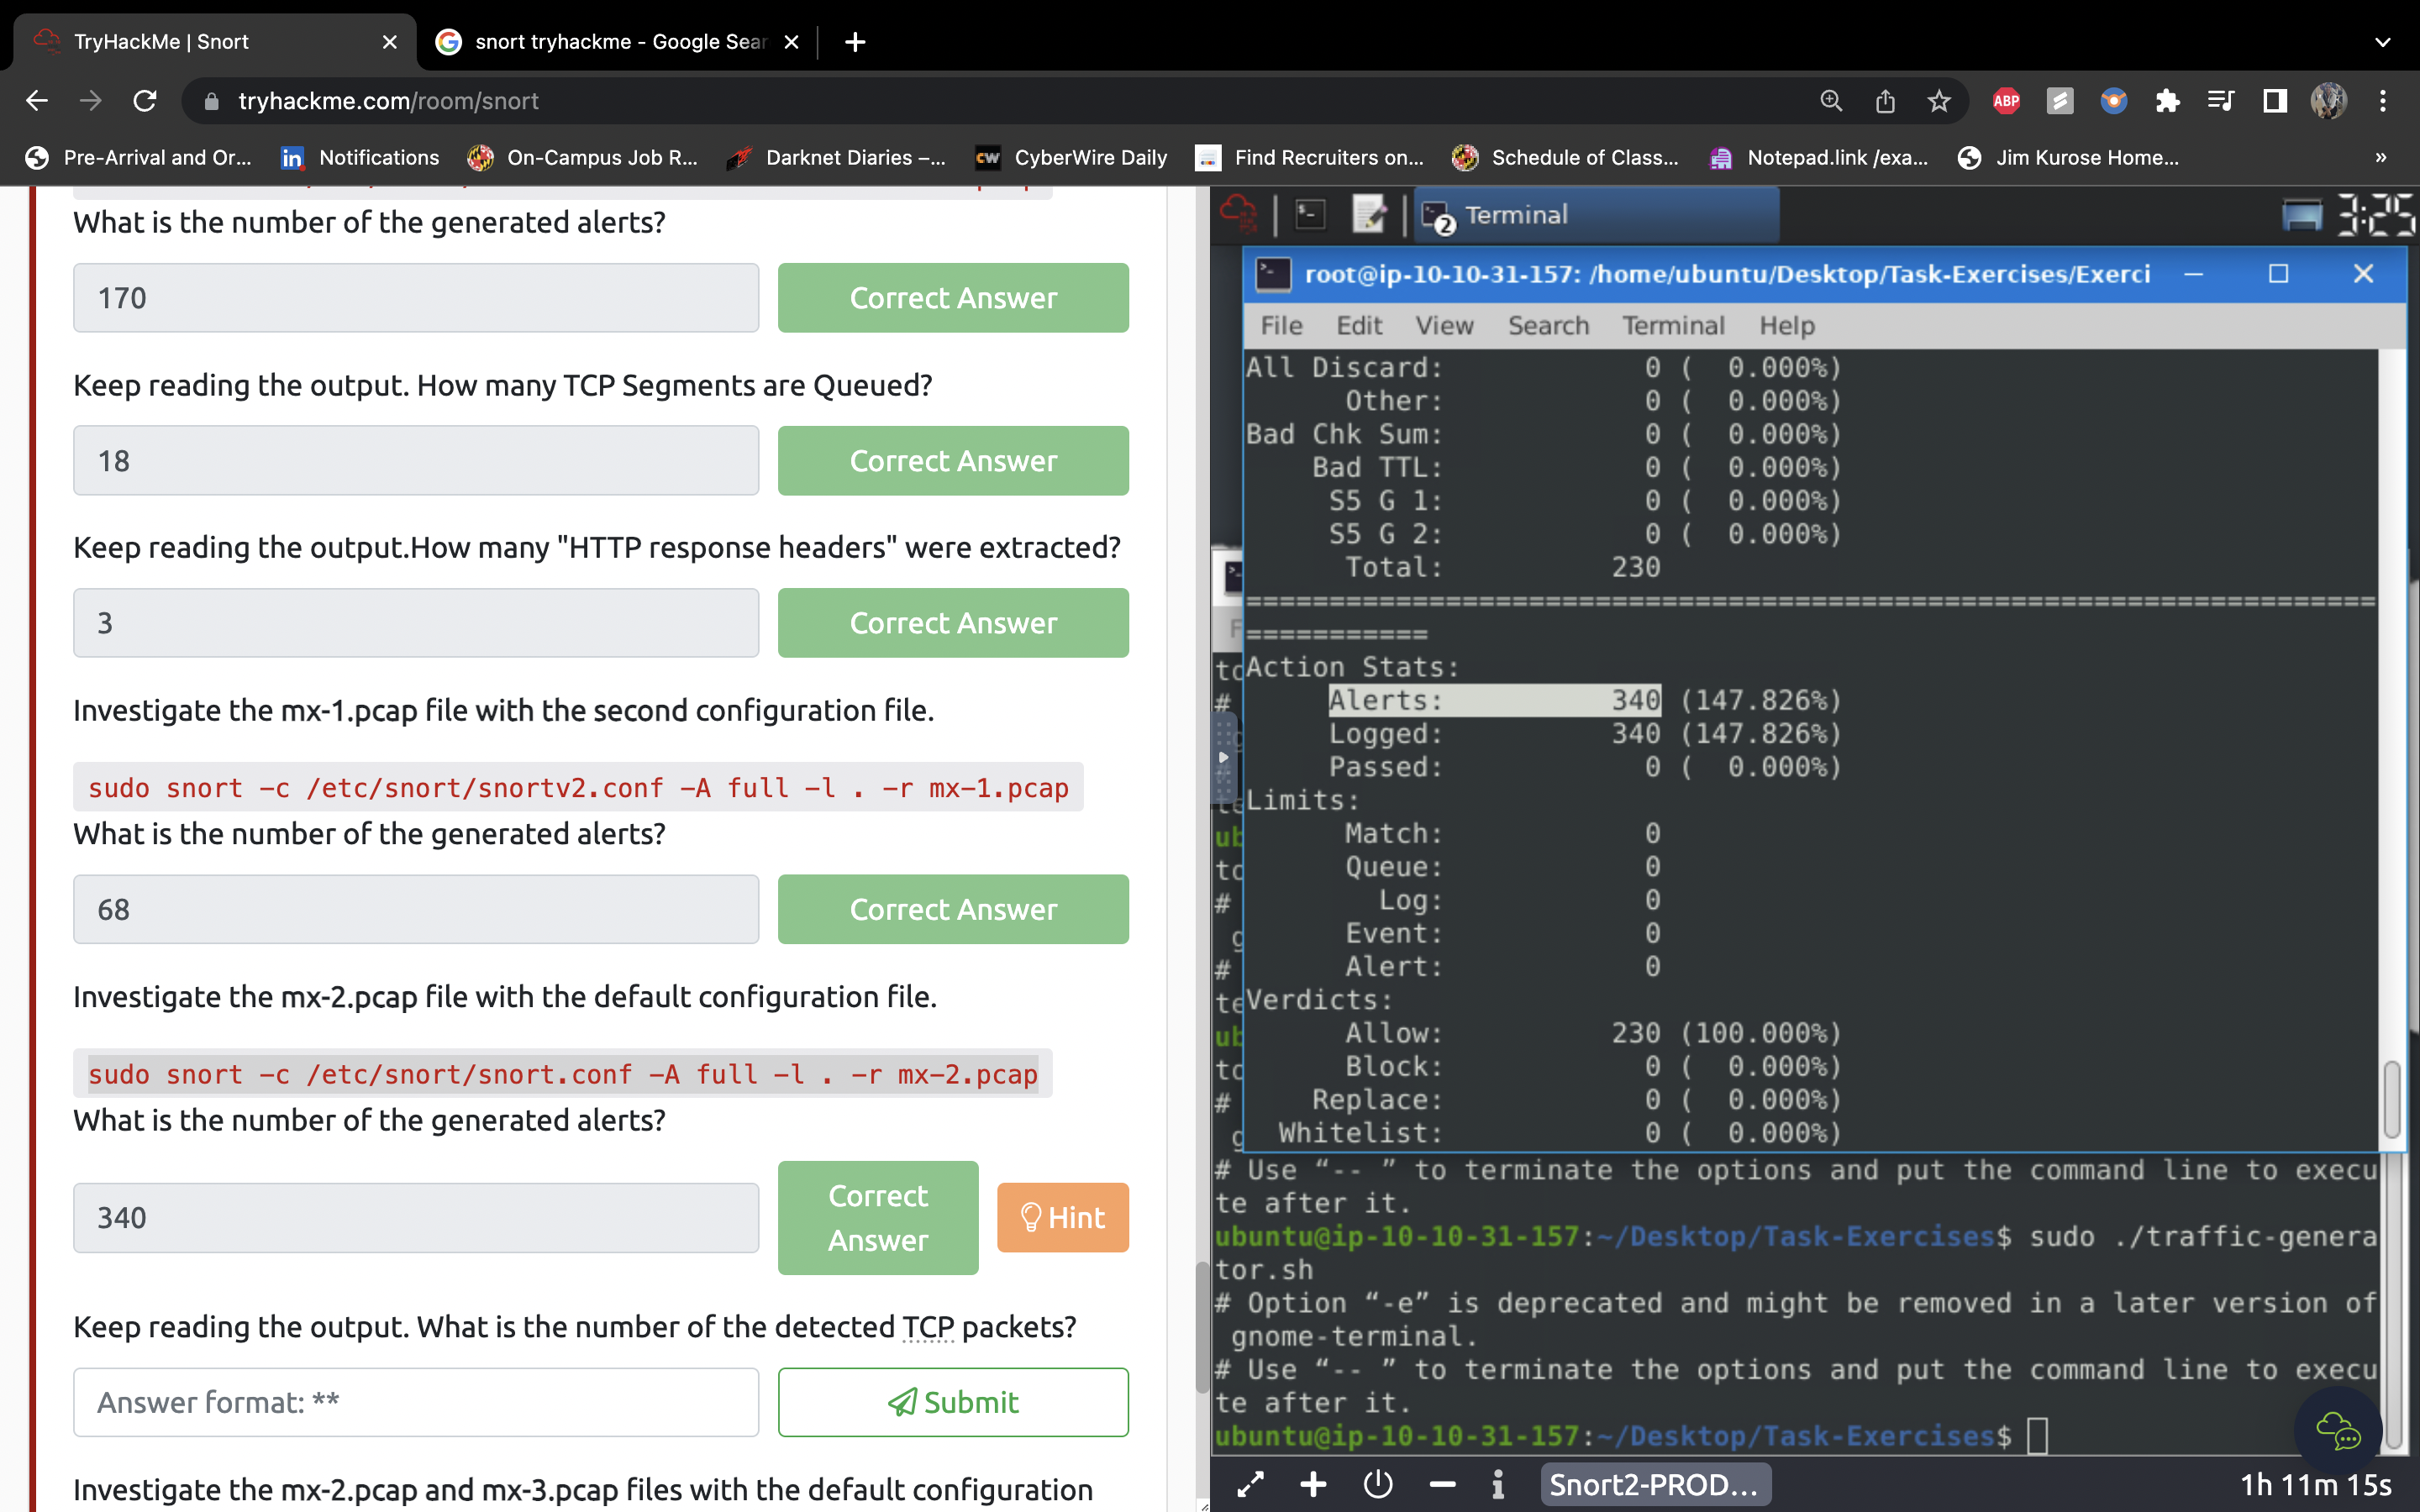 TryHackMe | Snort
snort tryhackme - Google Sear
tryhackme.com/room/snort
ABP
Pre-Arrival and Or...
in Notifications
On-Campus Job R...
Darknet Diaries –...
CW CyberWire Daily
Find Recruiters on...
Schedule of Class...
Notepad.link /exa...
Jim Kurose Home...
»
What is the number of the generated alerts?
170
Correct Answer
Keep reading the output. How many TCP Segments are Queued?
18
Correct Answer
Keep reading the output.How many "HTTP response headers" were extracted?
3
Correct Answer
Investigate the mx-1.pcap file with the second configuration file.
sudo snort -c /etc/snort/snortv2.conf -A full -l . -r mx-1.pcap
What is the number of the generated alerts?
68
Correct Answer
Investigate the mx-2.pcap file with the default configuration file.
sudo snort -c /etc/snort/snort.conf -A full -l . -r mx-2.pcap
What is the number of the generated alerts?
340
Correct
Answer
Hint
Keep reading the output. What is the number of the detected TCP packets?
Answer format: **
Submit
Investigate the mx-2.pcap and mx-3.pcap files with the default configuration
2 Terminal
3:25
root@ip-10-10-31-157: /home/ubuntu/Desktop/Task-Exercises/Exerci
File Edit View Search Terminal Help
All Discard: 0 ( 0.000%)
Other: 0 ( 0.000%)
Bad Chk Sum: 0 ( 0.000%)
Bad TTL: 0 ( 0.000%)
S5 G 1: 0 ( 0.000%)
S5 G 2: 0 ( 0.000%)
Total: 230
====================================================================
===========
Action Stats:
Alerts: 340 (147.826%)
Logged: 340 (147.826%)
Passed: 0 ( 0.000%)
Limits:
Match: 0
Queue: 0
Log: 0
Event: 0
Alert: 0
Verdicts:
Allow: 230 (100.000%)
Block: 0 ( 0.000%)
Replace: 0 ( 0.000%)
Whitelist: 0 ( 0.000%)
# Use “-- ” to terminate the options and put the command line to execu
te after it.
ubuntu@ip-10-10-31-157:~/Desktop/Task-Exercises$ sudo ./traffic-genera
tor.sh
# Option “-e” is deprecated and might be removed in a later version of
gnome-terminal.
# Use “-- ” to terminate the options and put the command line to execu
te after it.
ubuntu@ip-10-10-31-157:~/Desktop/Task-Exercises$
Snort2-PROD...
1h 11m 15s